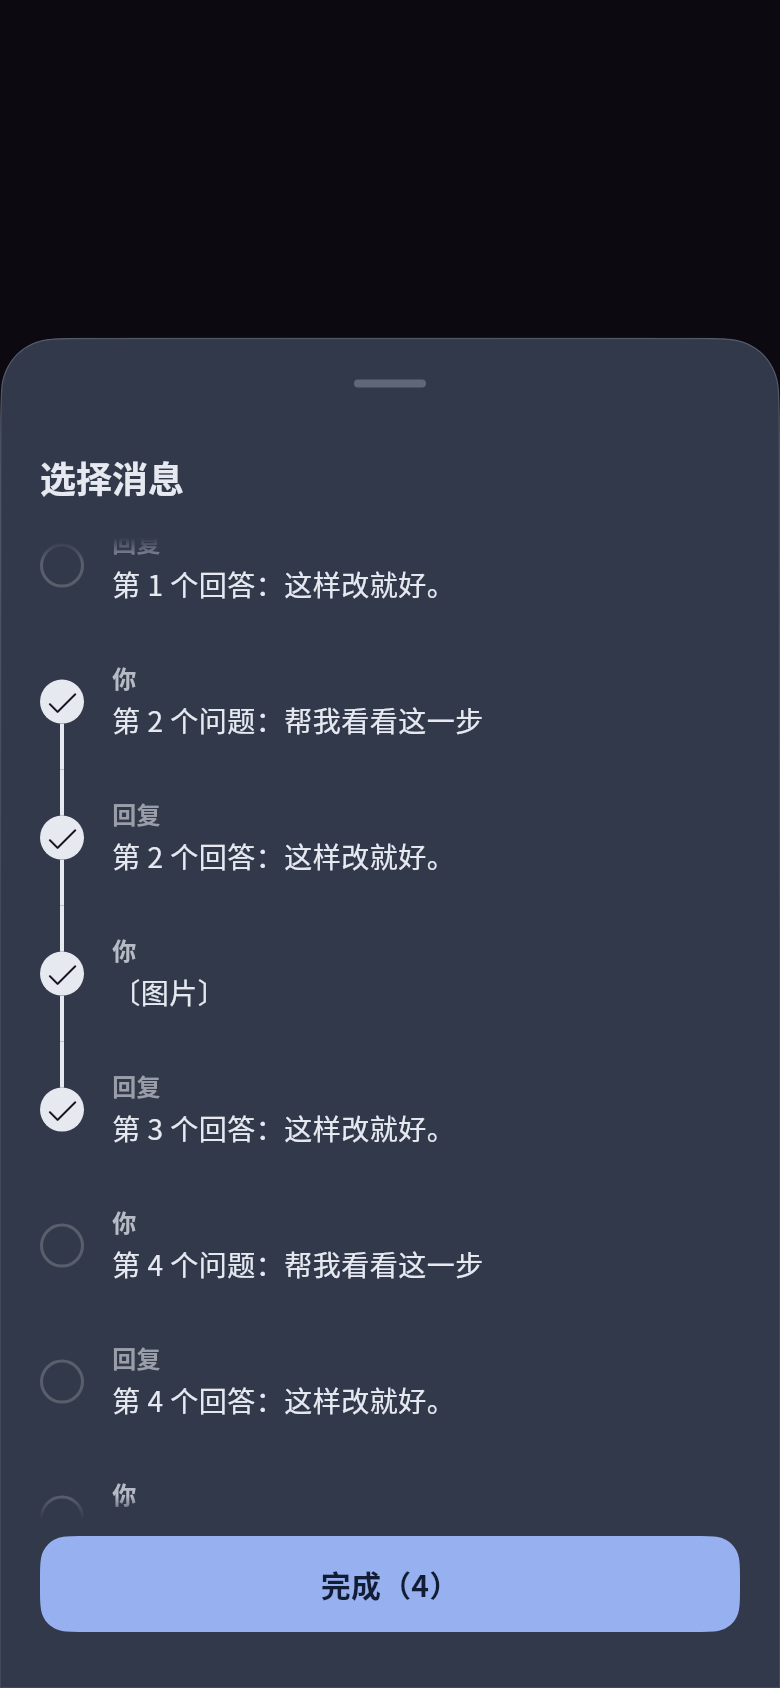 选择消息
回复
第 1 个回答：这样改就好。
你
第 2 个问题：帮我看看这一步
回复
第 2 个回答：这样改就好。
你
〔图片〕
回复
第 3 个回答：这样改就好。
你
第 4 个问题：帮我看看这一步
回复
第 4 个回答：这样改就好。
你
完成（4）